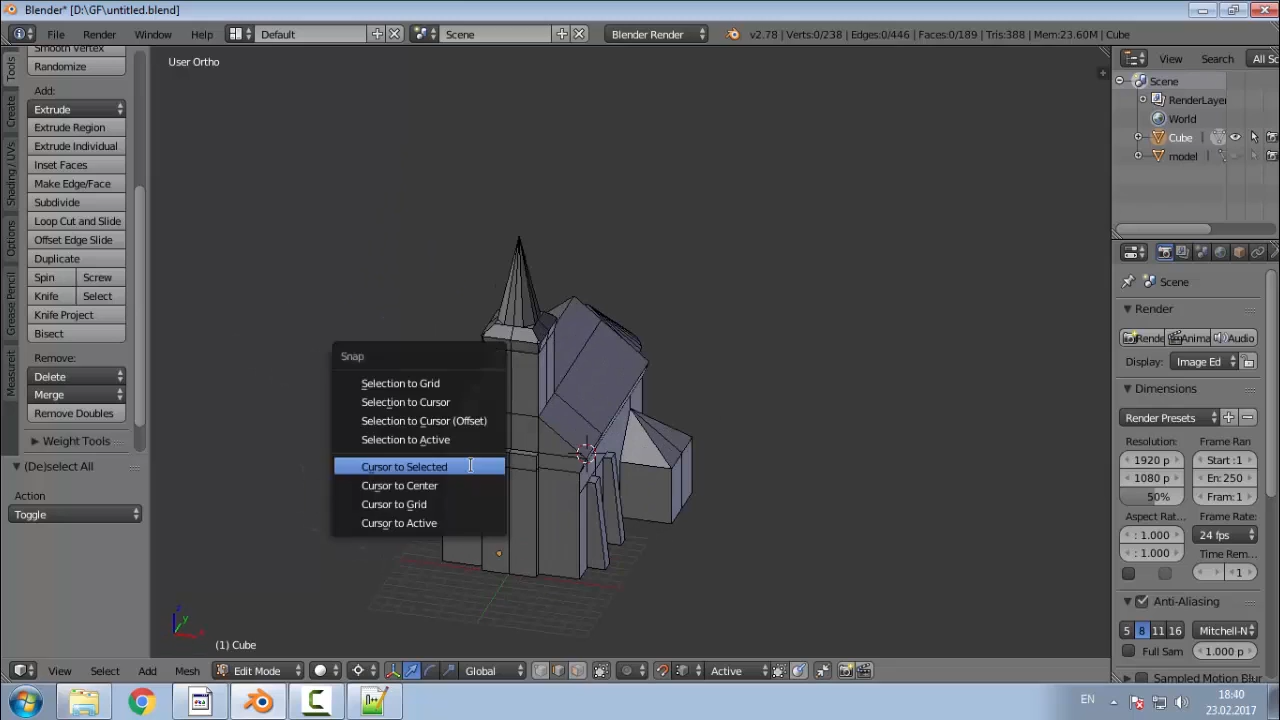 Blender* [D:\GF\untitled.blend]
File Render Window Help Default Scene Blender Render v2.78 | Verts:0/238 | Edges:0/446 | Faces:0/189 | Tris:388 | Mem:23.60M | Cube
Smooth Vertex
Randomize
Add:
Extrude
Extrude Region
Extrude Individual
Inset Faces
Make Edge/Face
Subdivide
Loop Cut and Slide
Offset Edge Slide
Duplicate
Spin Screw
Knife Select
Knife Project
Bisect
Remove:
Delete
Merge
Remove Doubles
Weight Tools
(De)select All
Action
Toggle
Tools
Create
Shading / UVs
Options
Grease Pencil
Measureit
User Ortho
Snap
Selection to Grid
Selection to Cursor
Selection to Cursor (Offset)
Selection to Active
Cursor to Selected
Cursor to Center
Cursor to Grid
Cursor to Active
z
y
x
(1) Cube
View Select Add Mesh Edit Mode Global Active
View Search All Sc
Scene
RenderLayer
World
Cube
model
Scene
Render
Rende Anima Audio
Display: Image Ed
Dimensions
Render Presets
Resolution: Frame Ran
1920 p Start :1
1080 p En: 250
50% Fram: 1
Aspect Rat... Frame Rate:
: 1.000 24 fps
: 1.000 Time Rem...
1
Anti-Aliasing
5 8 11 16 Mitchell-N
Full Sam 1.000 p
Sampled Motion Blur
EN 18:40
23.02.2017